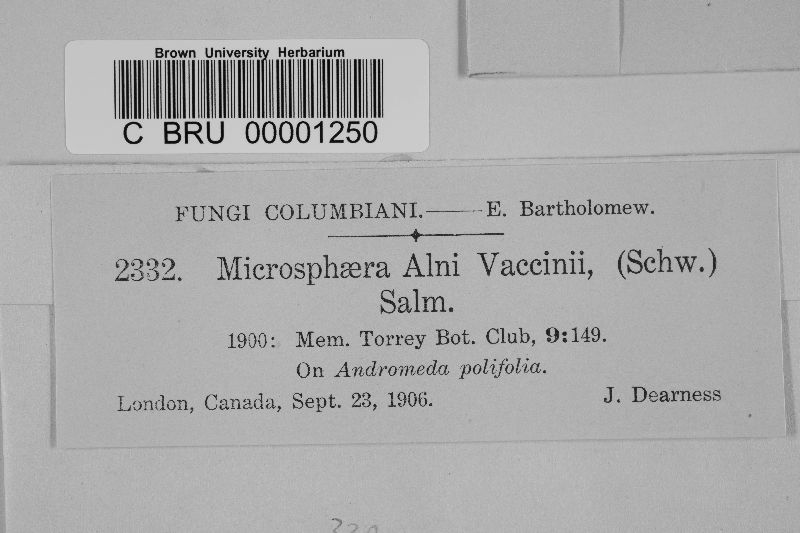 Brown University Herbarium
C BRU 00001250
FUNGI COLUMBIANI.——E. Bartholomew.
2332. Microsphæra Alni Vaccinii, (Schw.)
Salm.
1900: Mem. Torrey Bot. Club, 9:149.
On Andromeda polifolia.
London, Canada, Sept. 23, 1906. J. Dearness